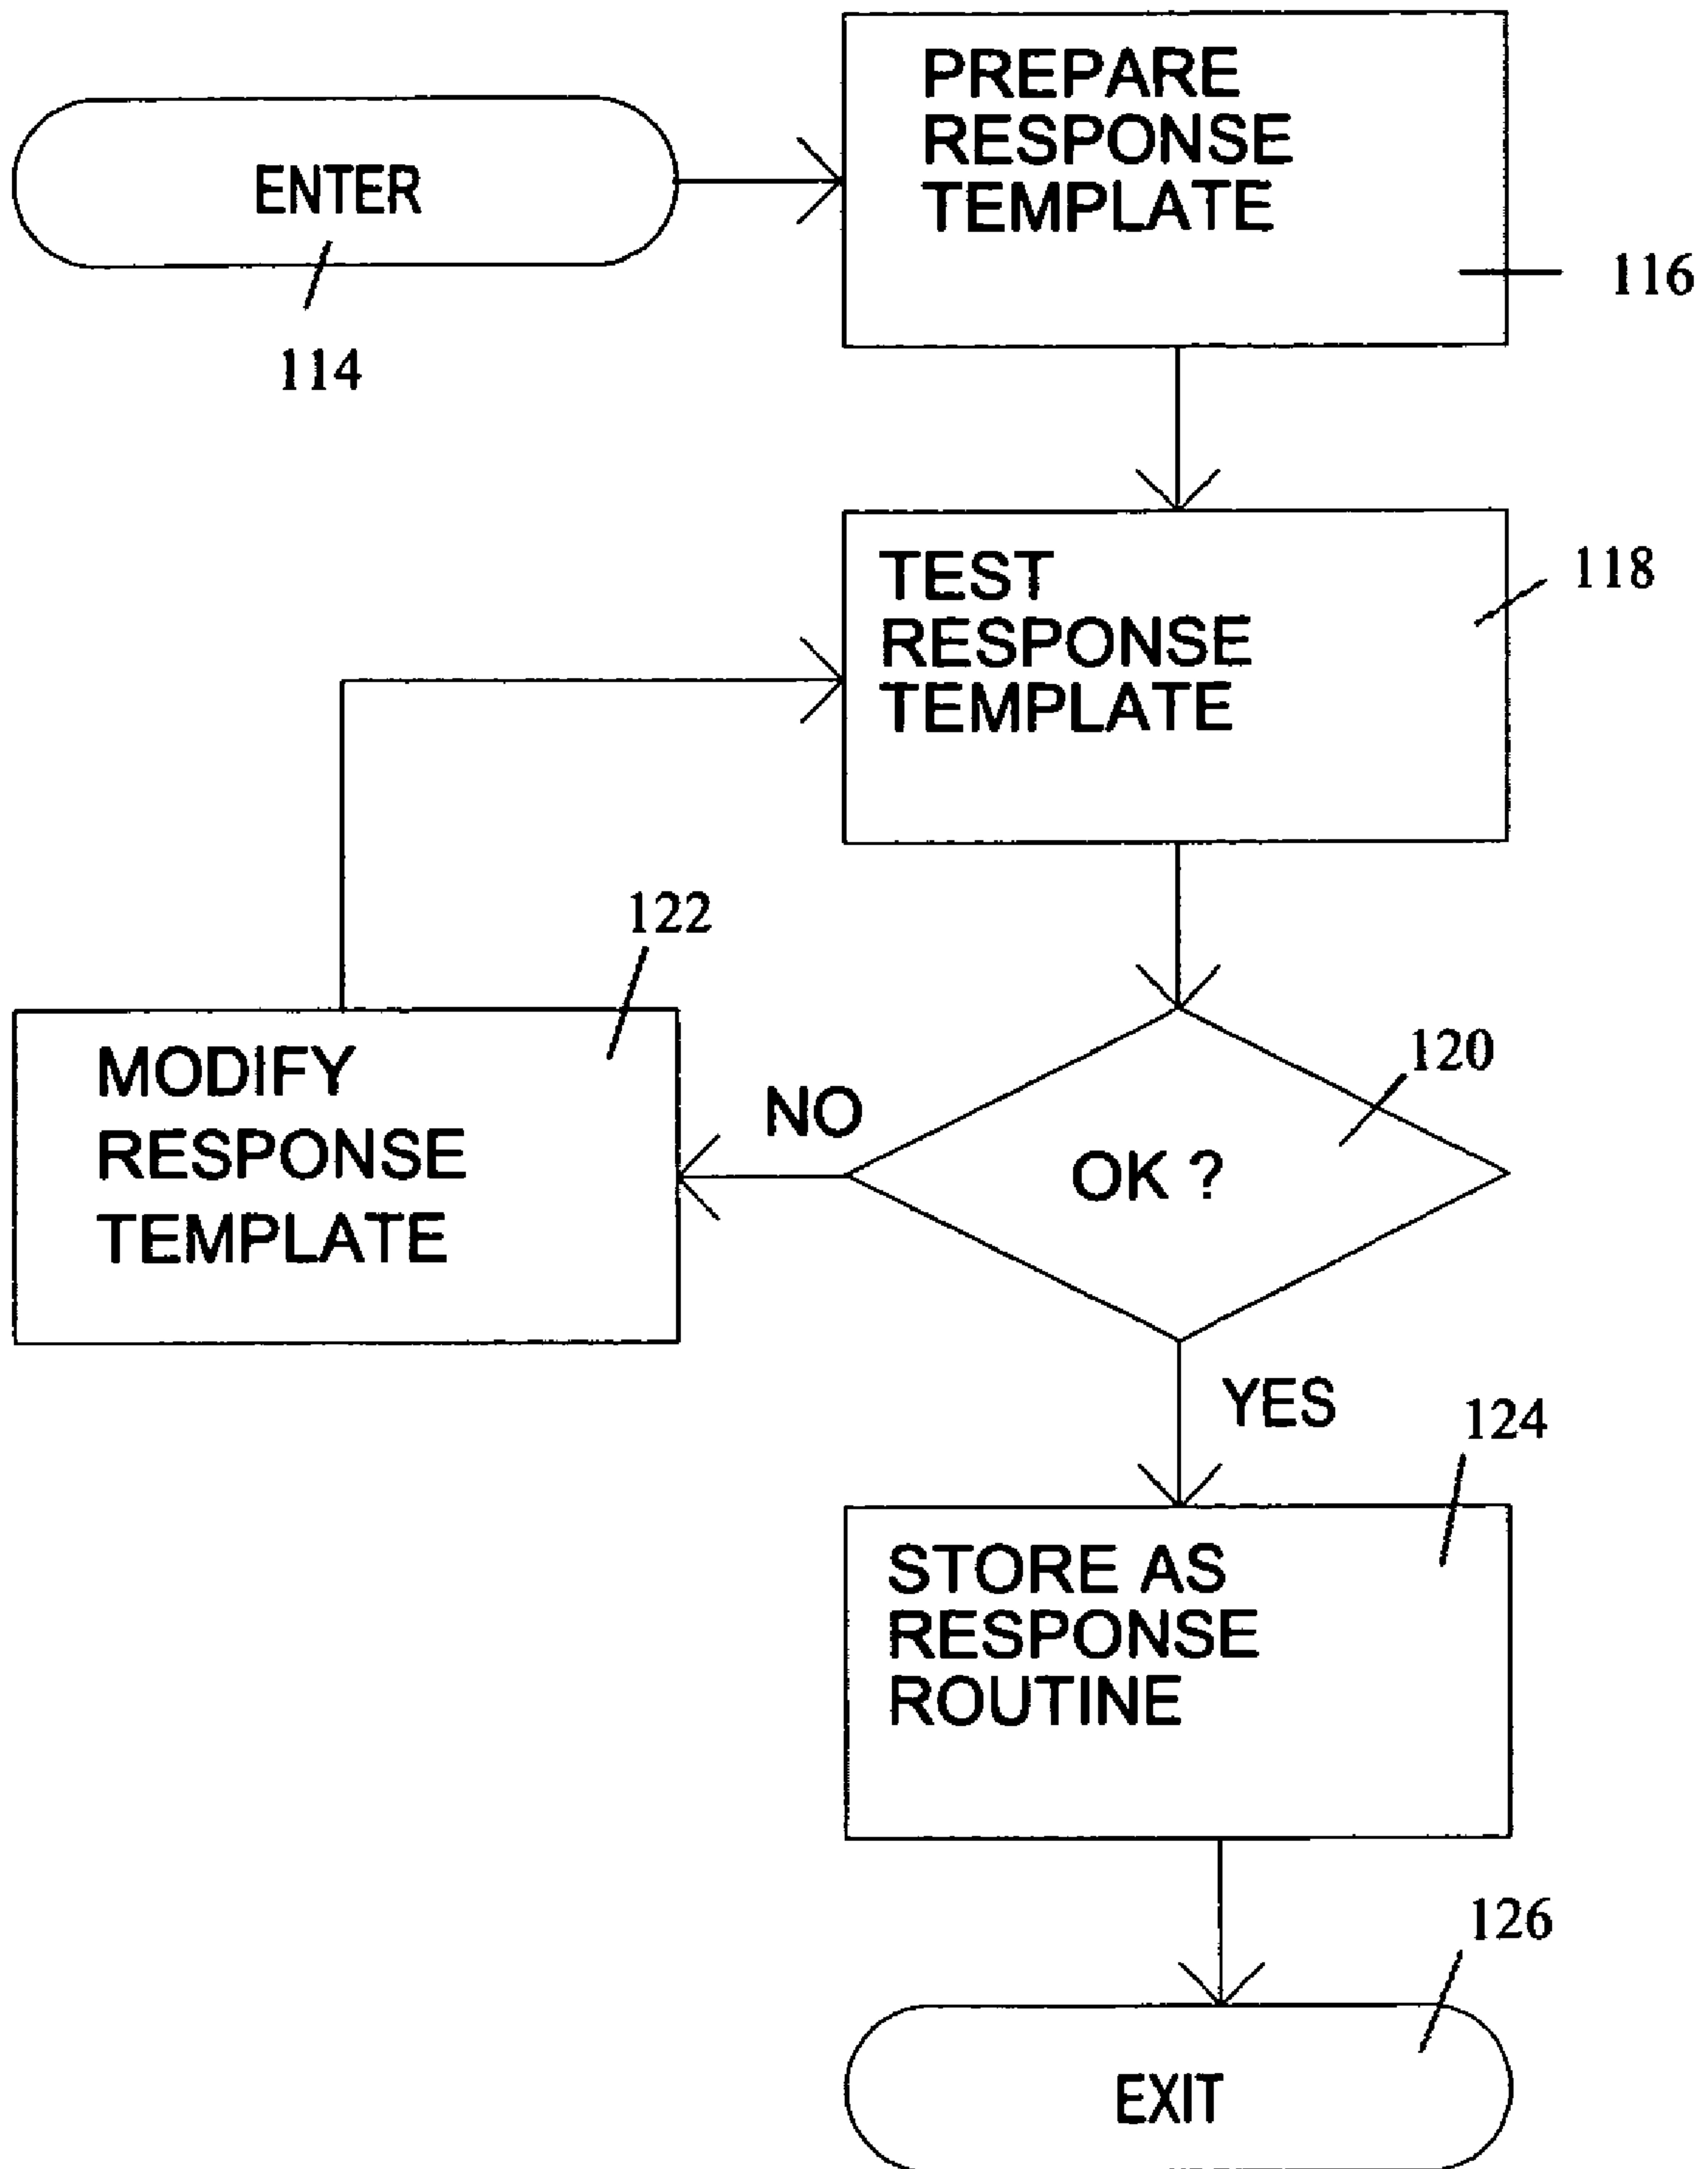 PREPARE
RESPONSE
TEMPLATE
ENTER
116
114
TEST
RESPONSE
TEMPLATE
118
122
MODIFY
RESPONSE
TEMPLATE
NO
120
OK ?
YES
124
STORE AS
RESPONSE
ROUTINE
126
EXIT